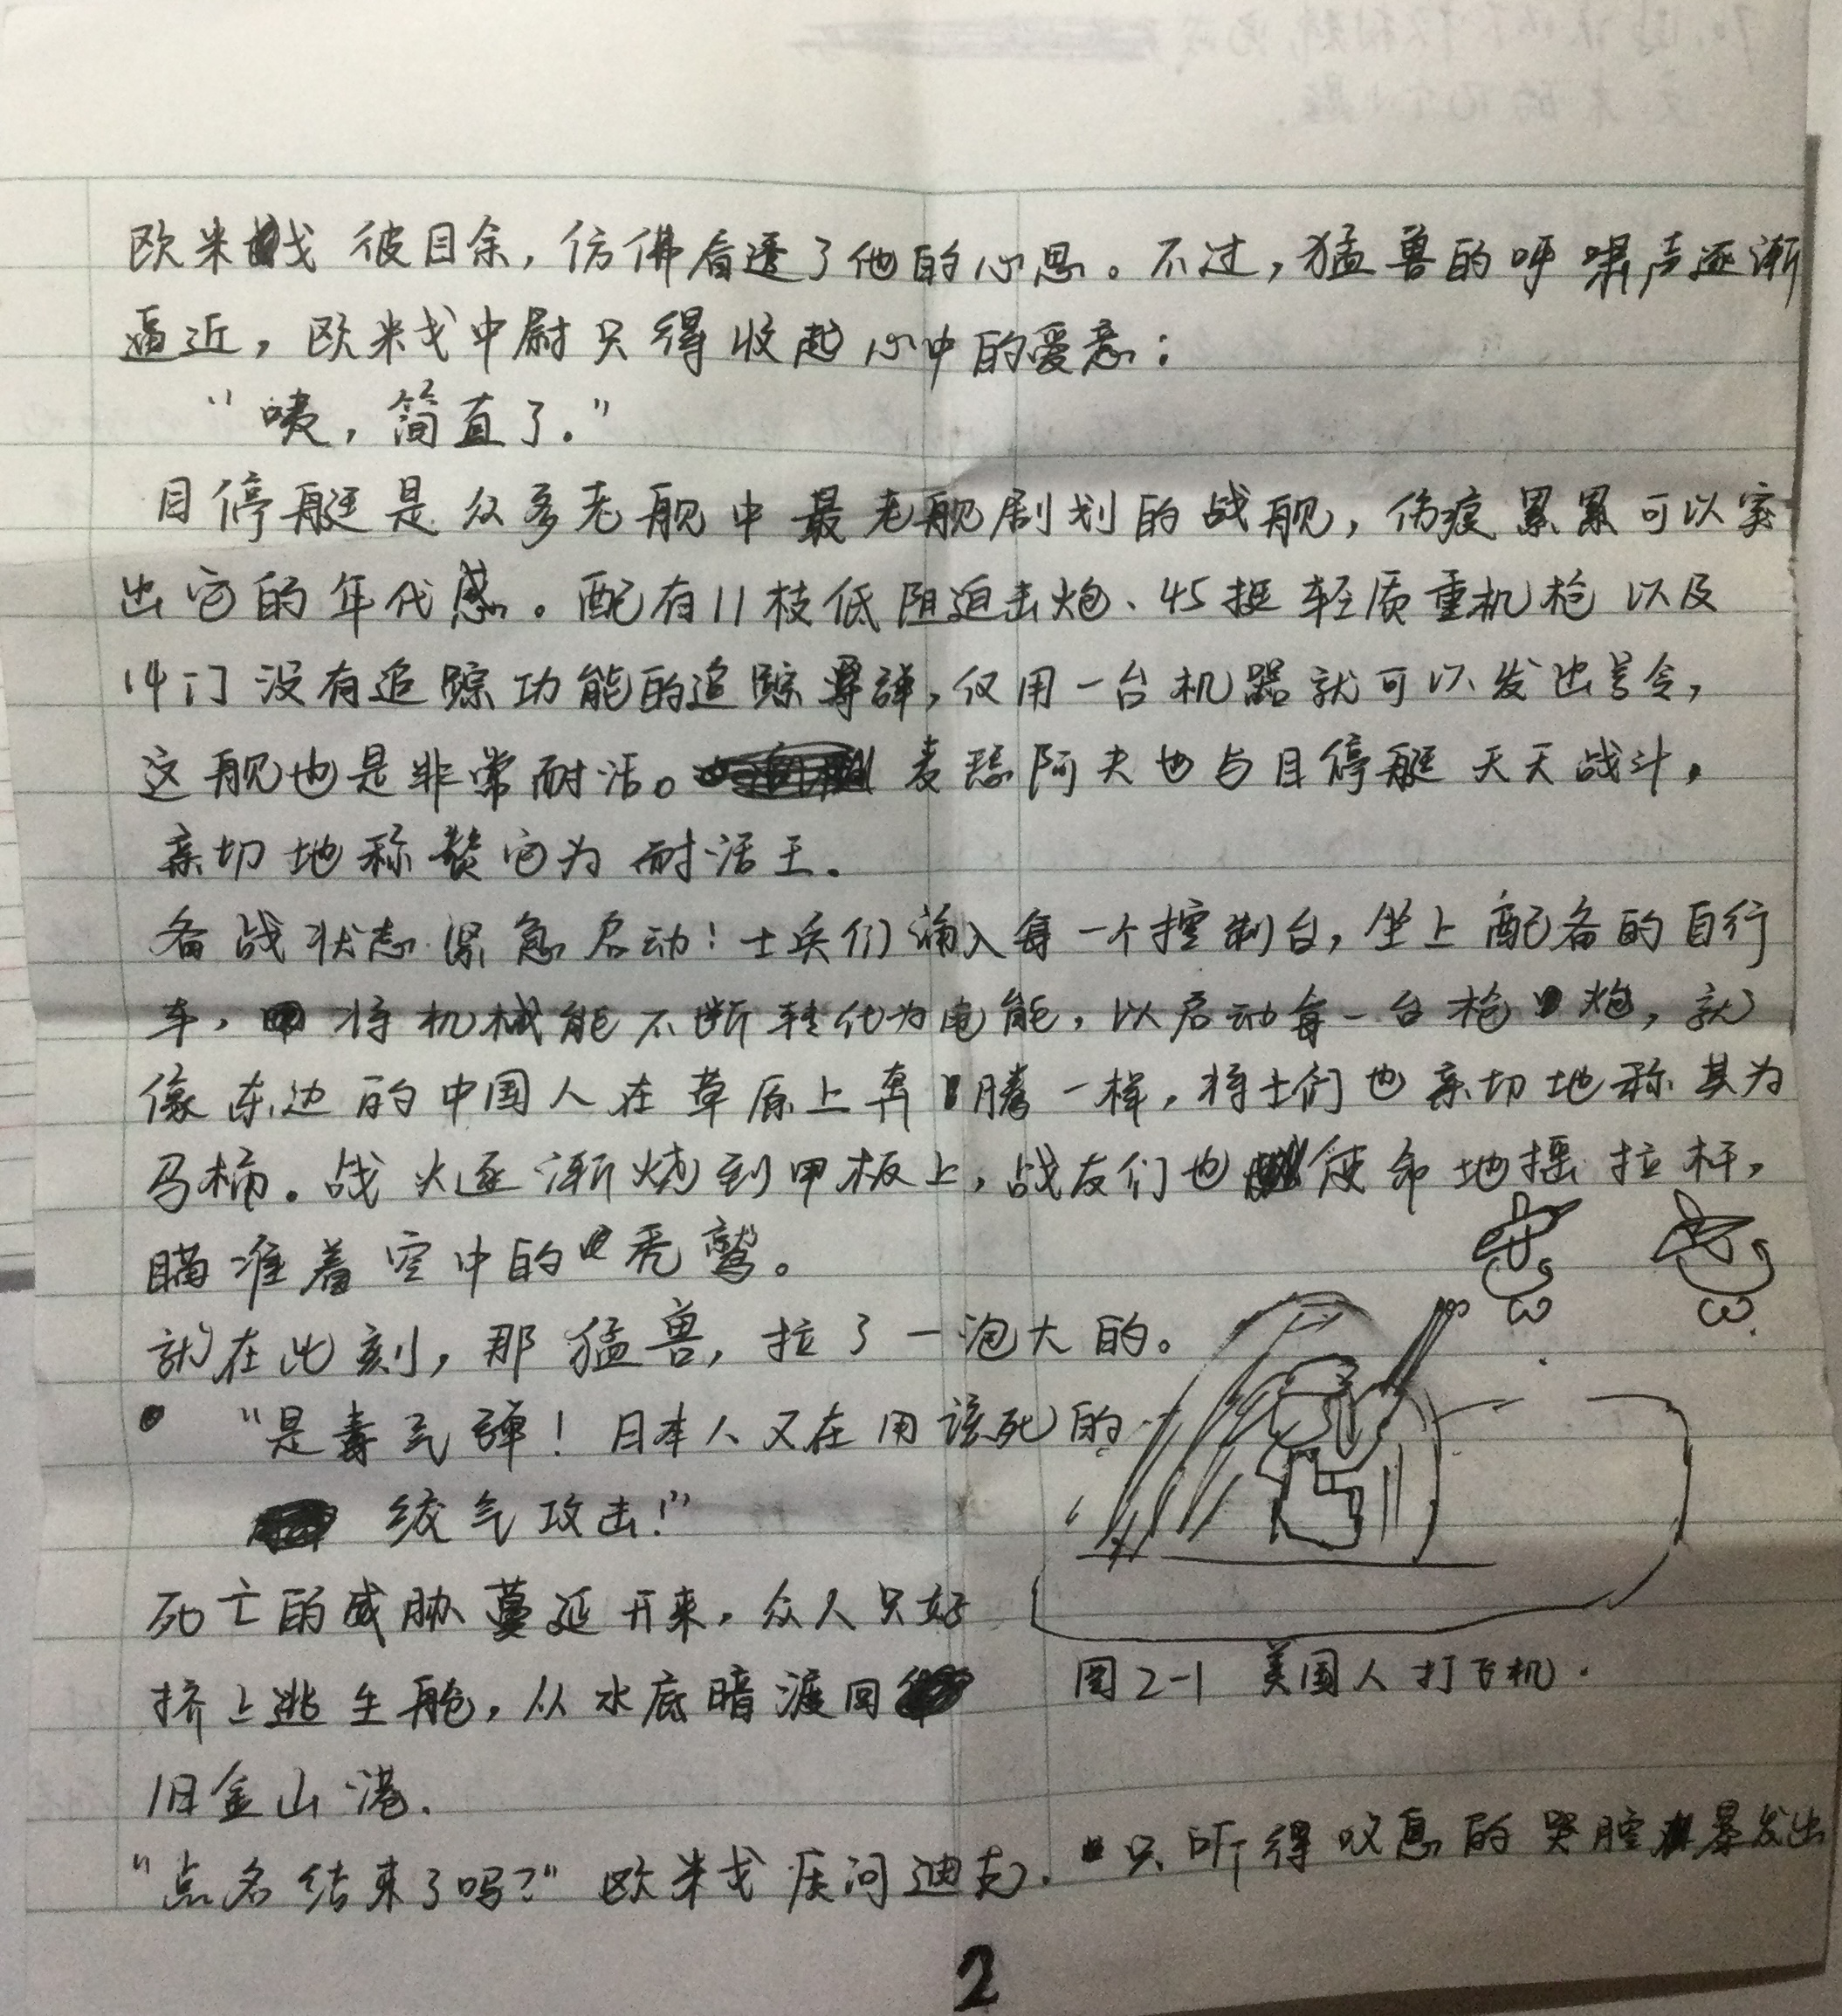 欧米戈 彼目余，仿佛看透了他的心思。不过，猛兽的呼啸声逐渐
逼近，欧米戈中尉只得收起心中的爱意：
“咦，简直了.”
目停艇是众多老舰中最老舰剧划的战舰，伤痕累累可以突
出它的年代感。配有11枝低阻迫击炮、45挺轻质重机枪以及
14门没有追踪功能的追踪导弹，仅用一台机器就可以发出号令，
这舰也是非常耐活。麦瑟阿夫也与目停艇天天战斗，
亲切地称赞它为耐活王.
备战状态紧急启动！士兵们涌入每一个控制台，坐上配备的自行
车，将机械能不断转化为电能，以启动每一台枪炮，就
像东边的中国人在草原上奔腾一样，将士们也亲切地称其为
马桶。战火逐渐烧到甲板上，战友们也使命地摇拉杆，
瞄准着空中的秃鹫。
就在此刻，那猛兽，拉了一泡大的。
“是毒气弹！日本人又在用该死的
绞气攻击！”
死亡的威胁蔓延开来，众人只好
挤上逃生舱，从水底暗渡回
旧金山港.
图2-1 美国人打飞机.
“点名结束了吗？”欧米戈质问迪克. 只听得叹息的哭腔暴发出
2